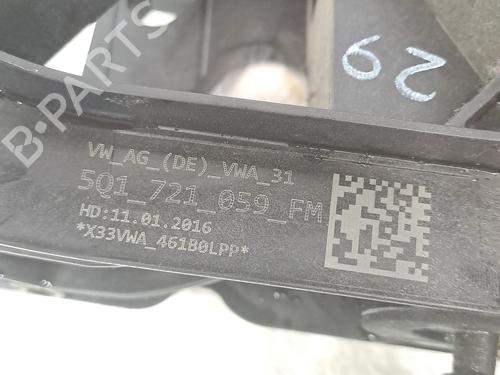 29
VW_AG_(DE)_VWA_31
5Q1_721_059_FM
HD:11.01.2016
*X33VWA_461B0LPP*
B-PARTS